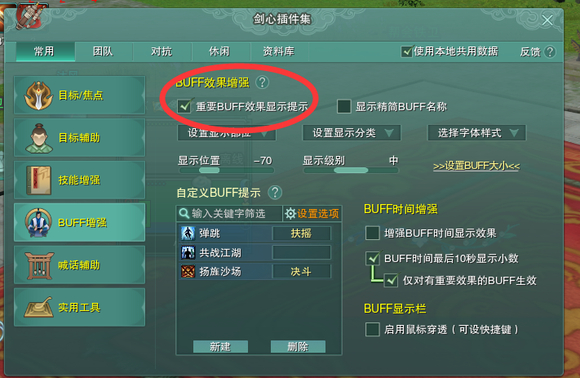 剑心插件集
常用 团队 对抗 休闲 资料库 使用本地共用数据 反馈 ?
目标/焦点
目标辅助
技能增强
BUFF增强
喊话辅助
实用工具
BUFF效果增强 ?
重要BUFF效果显示提示 显示精简BUFF名称
设置显示部位 设置显示分类 选择字体样式
显示位置 -70 显示级别 中 >>设置BUFF大小<<
自定义BUFF提示 ?
输入关键字筛选 设置选项
弹跳 扶摇
共战江湖
扬旌沙场 决斗
新建 删除
BUFF时间增强
增强BUFF时间显示效果
BUFF时间最后10秒显示小数
仅对有重要效果的BUFF生效
BUFF显示栏
启用鼠标穿透（可设快捷键）